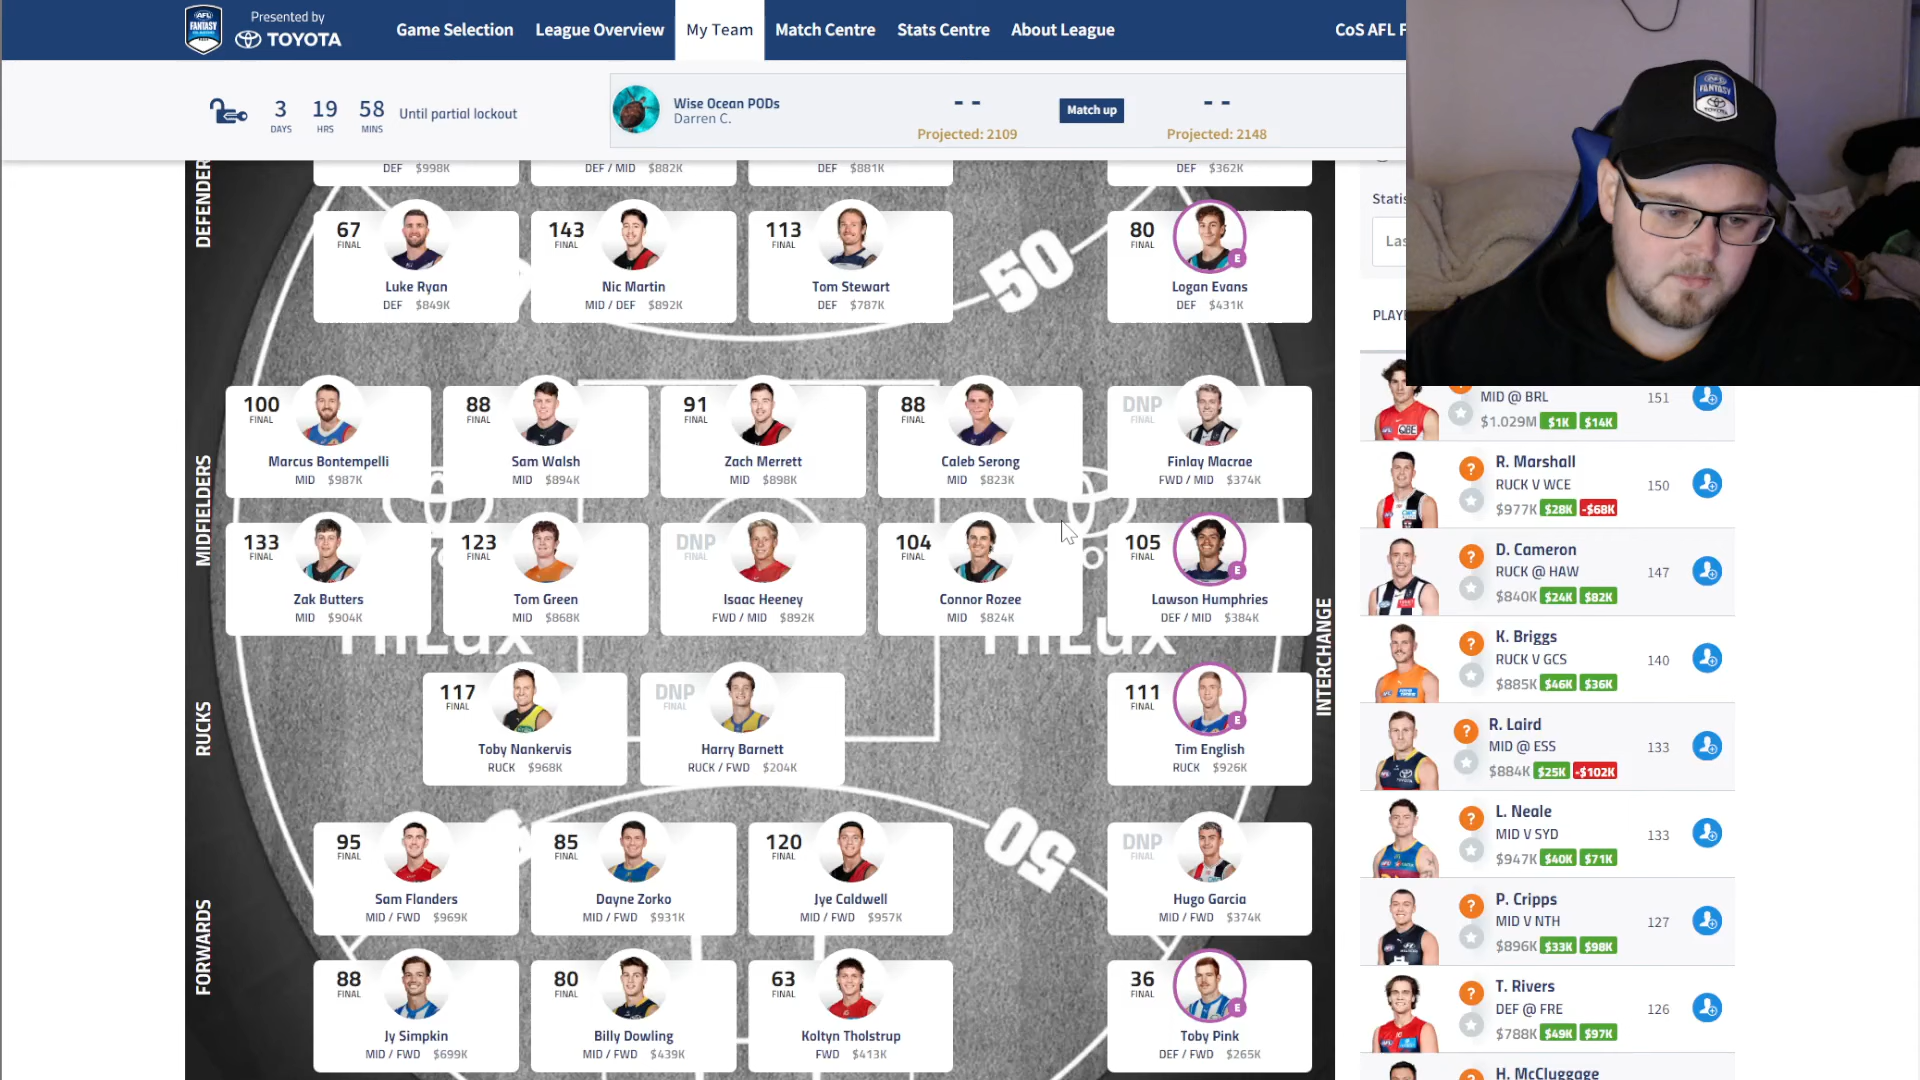 AFL
FANTASY
Presented by
TOYOTA
Game Selection
League Overview
My Team
Match Centre
Stats Centre
About League
CoS AFL F
3
DAYS
19
HRS
58
MINS
Until partial lockout
Wise Ocean PODs
Darren C.
- -
Projected: 2109
Match up
- -
Projected: 2148
DEFENDER
DEF $998K
DEF / MID $882K
DEF $881K
DEF $362K
67
FINAL
Luke Ryan
DEF $849K
143
FINAL
Nic Martin
MID / DEF $892K
113
FINAL
Tom Stewart
DEF $787K
50
80
FINAL
E
Logan Evans
DEF $431K
MIDFIELDERS
100
FINAL
Marcus Bontempelli
MID $987K
88
FINAL
Sam Walsh
MID $894K
91
FINAL
Zach Merrett
MID $898K
88
FINAL
Caleb Serong
MID $823K
DNP
FINAL
Finlay Macrae
FWD / MID $374K
133
FINAL
Zak Butters
MID $904K
123
FINAL
Tom Green
MID $868K
DNP
FINAL
Isaac Heeney
FWD / MID $892K
104
FINAL
Connor Rozee
MID $824K
105
FINAL
E
Lawson Humphries
DEF / MID $384K
HiLux
HiLux
INTERCHANGE
RUCKS
117
FINAL
Toby Nankervis
RUCK $968K
DNP
FINAL
Harry Barnett
RUCK / FWD $204K
111
FINAL
E
Tim English
RUCK $926K
FORWARDS
95
FINAL
Sam Flanders
MID / FWD $969K
85
FINAL
Dayne Zorko
MID / FWD $931K
120
FINAL
Jye Caldwell
MID / FWD $957K
50
DNP
FINAL
Hugo Garcia
MID / FWD $374K
88
FINAL
Jy Simpkin
MID / FWD $699K
80
FINAL
Billy Dowling
MID / FWD $439K
63
FINAL
Koltyn Tholstrup
FWD $413K
36
FINAL
E
Toby Pink
DEF / FWD $265K
Statis
Las
PLAYE
MID @ BRL
$1.029M $1K $14K
151
R. Marshall
RUCK V WCE
$977K $28K -$68K
150
D. Cameron
RUCK @ HAW
$840K $24K $82K
147
K. Briggs
RUCK V GCS
$885K $46K $36K
140
R. Laird
MID @ ESS
$884K $25K -$102K
133
L. Neale
MID V SYD
$947K $40K $71K
133
P. Cripps
MID V NTH
$896K $33K $98K
127
T. Rivers
DEF @ FRE
$788K $49K $97K
126
H. McCluggage
AFL
FANTASY